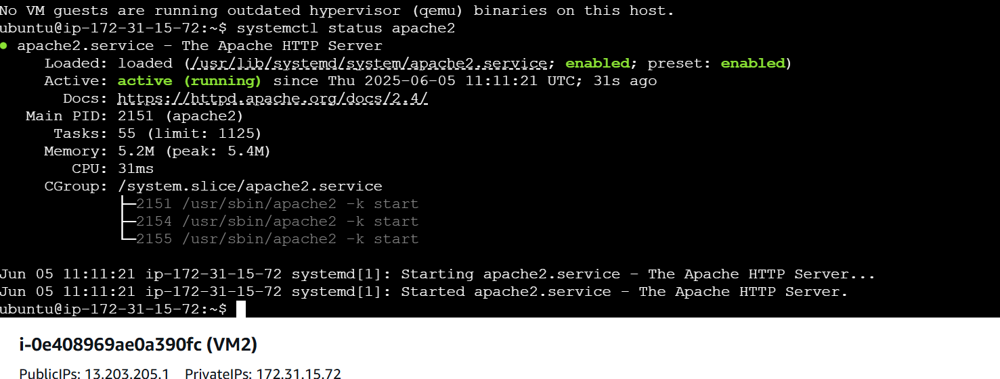 No VM guests are running outdated hypervisor (qemu) binaries on this host.
ubuntu@ip-172-31-15-72:~$ systemctl status apache2
● apache2.service - The Apache HTTP Server
Loaded: loaded (/usr/lib/systemd/system/apache2.service; enabled; preset: enabled)
Active: active (running) since Thu 2025-06-05 11:11:21 UTC; 31s ago
Docs: https://httpd.apache.org/docs/2.4/
Main PID: 2151 (apache2)
Tasks: 55 (limit: 1125)
Memory: 5.2M (peak: 5.4M)
CPU: 31ms
CGroup: /system.slice/apache2.service
├─2151 /usr/sbin/apache2 -k start
├─2154 /usr/sbin/apache2 -k start
└─2155 /usr/sbin/apache2 -k start
Jun 05 11:11:21 ip-172-31-15-72 systemd[1]: Starting apache2.service - The Apache HTTP Server...
Jun 05 11:11:21 ip-172-31-15-72 systemd[1]: Started apache2.service - The Apache HTTP Server.
ubuntu@ip-172-31-15-72:~$
i-0e408969ae0a390fc (VM2)
PublicIPs: 13.203.205.1 PrivateIPs: 172.31.15.72